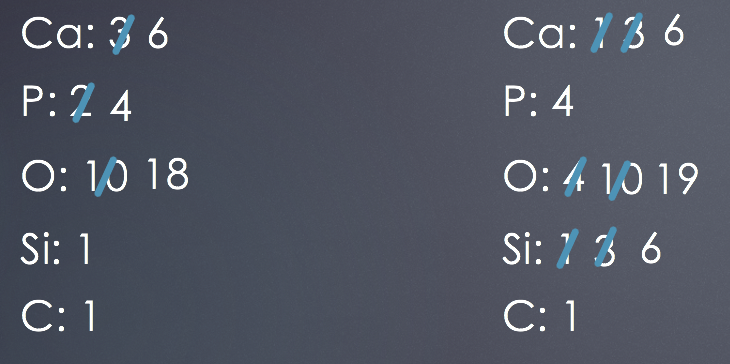 Ca: 3 6
P: 2 4
O: 10 18
Si: 1
C: 1
Ca: 1 3 6
P: 4
O: 4 10 19
Si: 1 3 6
C: 1